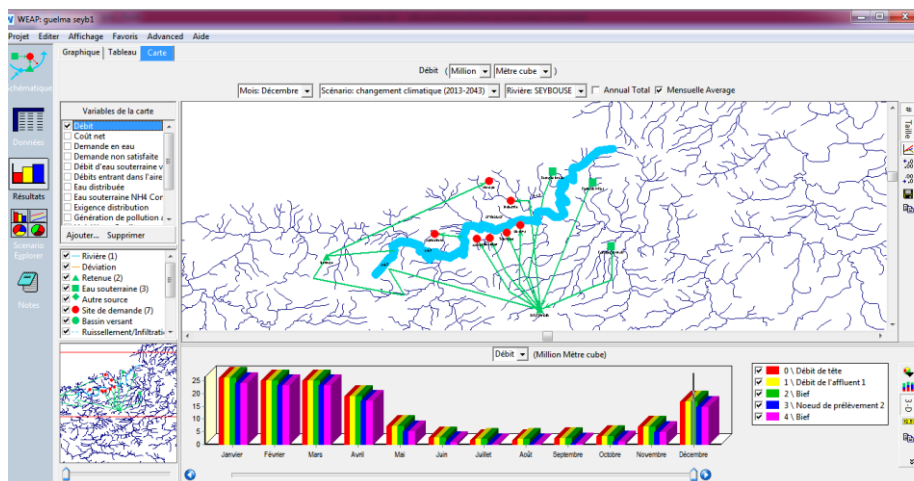 WEAP: guelma seyb1
Projet Editer Affichage Favoris Advanced Aide
Graphique Tableau Carte
Schématique
Données
Résultats
Scenario
Explorer
Notes
Débit ( Million Mètre cube )
Mois: Décembre Scénario: changement climatique (2013-2043) Rivière: SEYBOUSE Annual Total Mensuelle Average
Variables de la carte
Débit
Coût net
Demande en eau
Demande non satisfaite
Débit d'eau souterraine v
Débits entrant dans l'aire
Eau distribuée
Eau souterraine NHI Cor
Exigence distribution
Génération de pollution a
Ajouter... Supprimer
Rivière (1)
Déviation
Retenue (2)
Eau souterraine (3)
Autre source
Site de demande (7)
Bassin versant
Ruissellement/Infiltratio
Taille
Débit (Million Mètre cube)
25
20
15
10
5
0
Janvier Février Mars Avril Mai Juin Juillet Août Septembre Octobre Novembre Décembre
0 \ Débit de tête
1 \ Débit de l'affluent 1
2 \ Bief
3 \ Noeud de prélèvement 2
4 \ Bief
3-D